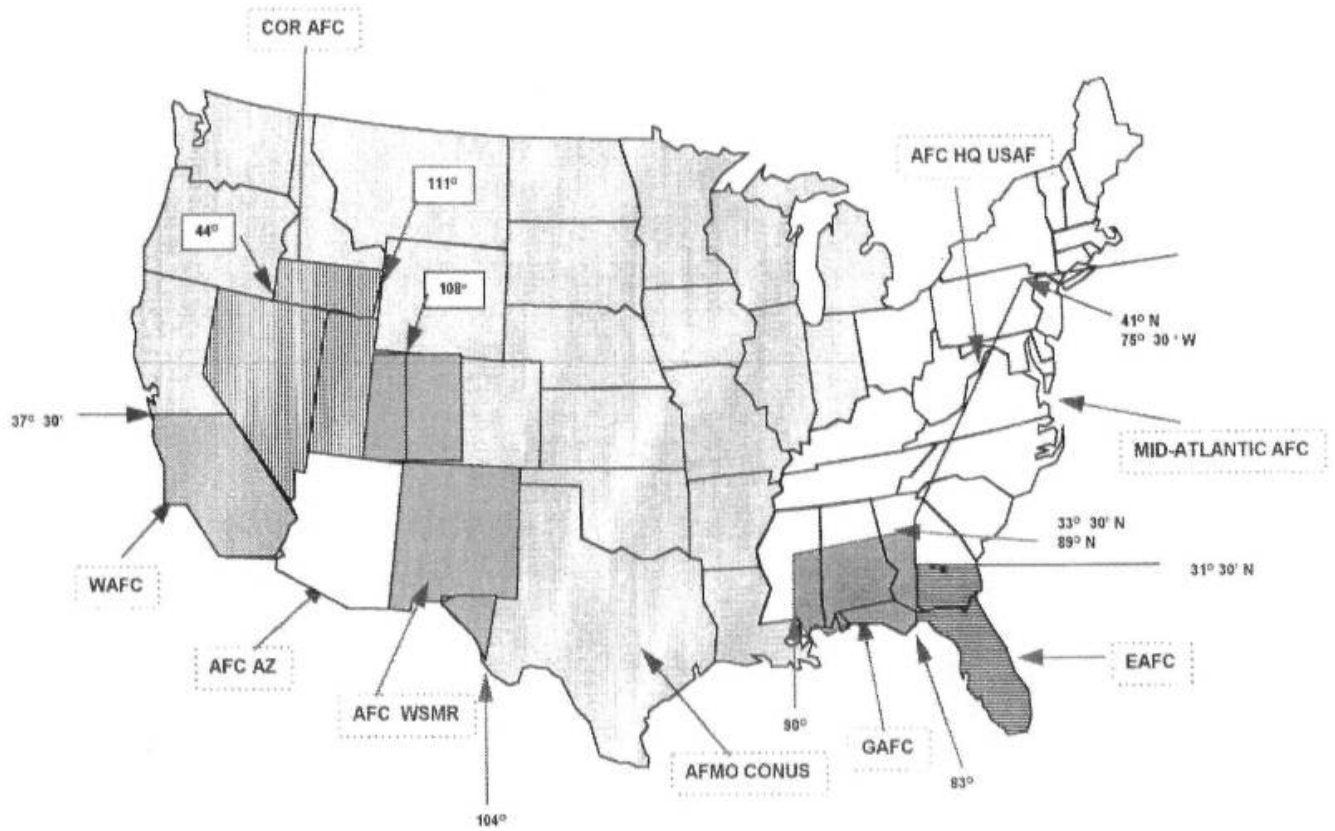 COR AFC
AFC HQ USAF
111°
44°
108°
41° N
75° 30 ' W
37° 30'
MID-ATLANTIC AFC
33° 30' N
89° N
31° 30' N
WAFC
AFC AZ
EAFC
AFC WSMR
90°
GAFC
AFMO CONUS
83°
104°